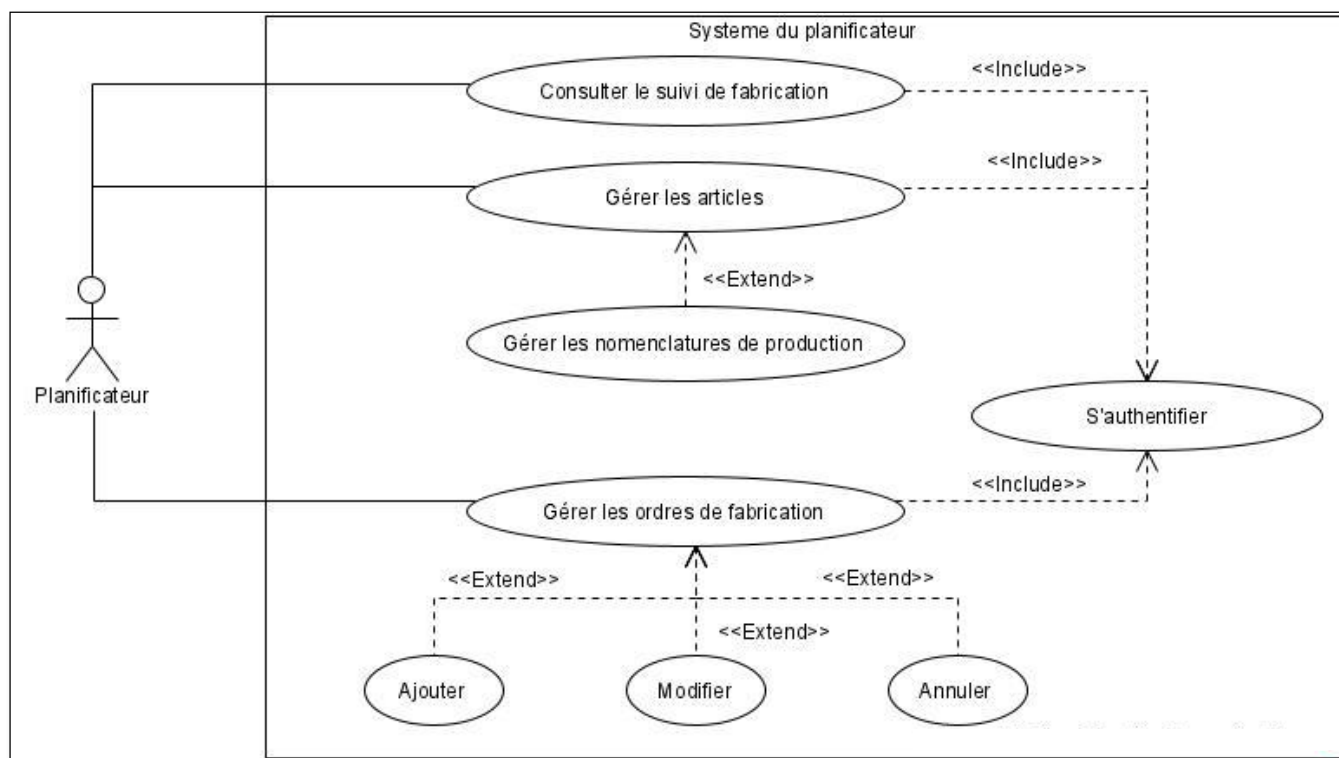 Systeme du planificateur
Consulter le suivi de fabrication
<<Include>>
Gérer les articles
<<Include>>
<<Extend>>
Gérer les nomenclatures de production
Planificateur
S'authentifier
Gérer les ordres de fabrication
<<Include>>
<<Extend>>
<<Extend>>
<<Extend>>
Ajouter
Modifier
Annuler